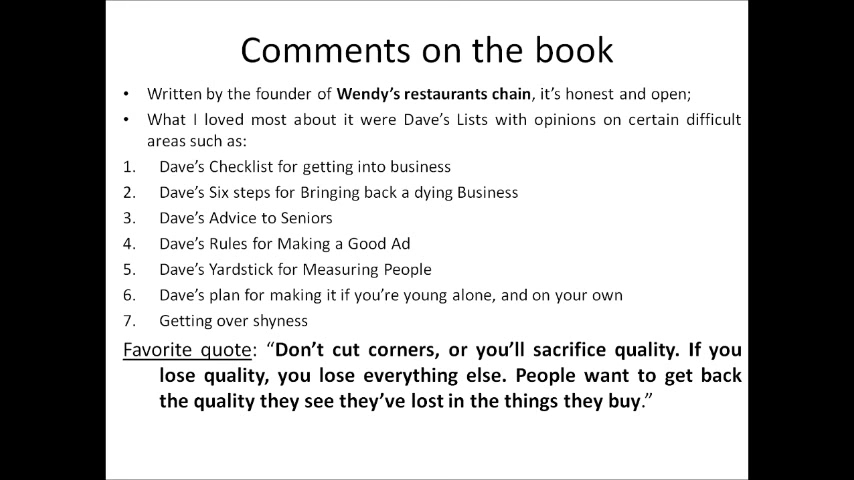 Comments on the book
• Written by the founder of Wendy's restaurants chain, it's honest and open;
• What I loved most about it were Dave's Lists with opinions on certain difficult
areas such as:
1. Dave's Checklist for getting into business
2. Dave's Six steps for Bringing back a dying Business
3. Dave's Advice to Seniors
4. Dave's Rules for Making a Good Ad
5. Dave's Yardstick for Measuring People
6. Dave's plan for making it if you're young alone, and on your own
7. Getting over shyness
Favorite quote: “Don't cut corners, or you'll sacrifice quality. If you
lose quality, you lose everything else. People want to get back
the quality they see they've lost in the things they buy.”